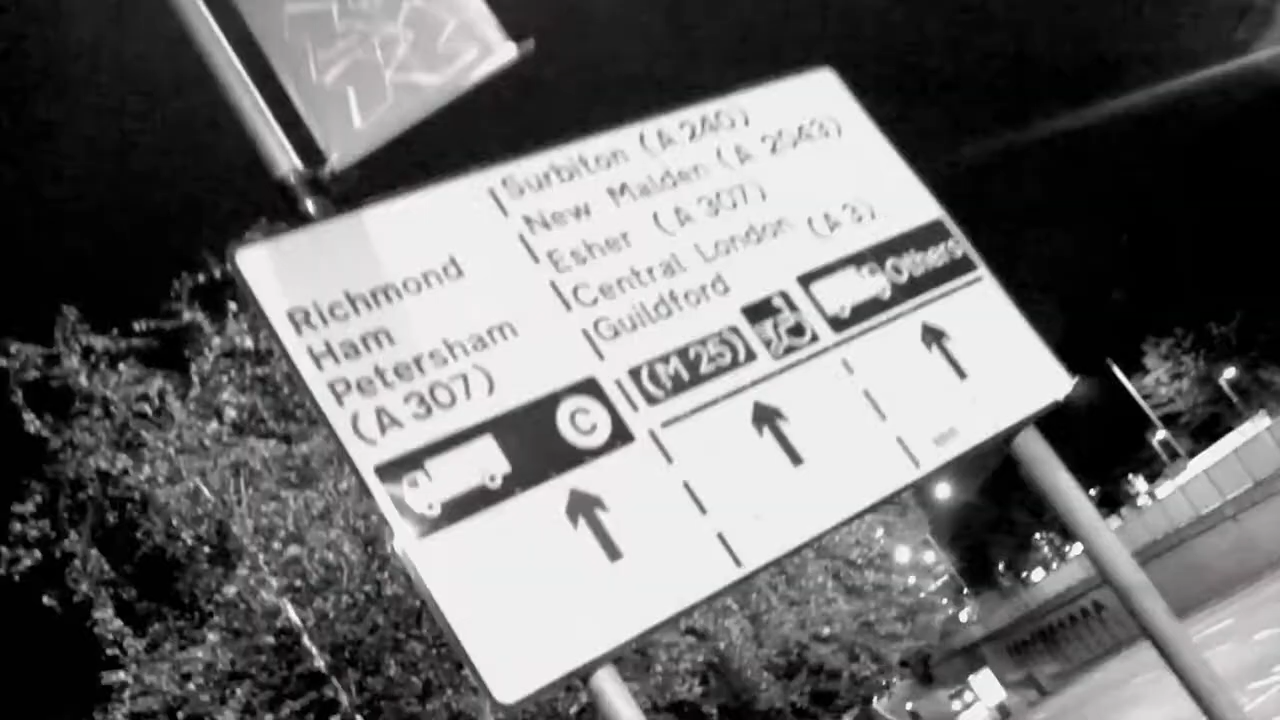 Richmond
Ham
Petersham
(A 307)
C
Surbiton (A 240)
New Malden (A 2043)
Esher (A 307)
Central London (A 3)
Guildford
(M 25)
Others